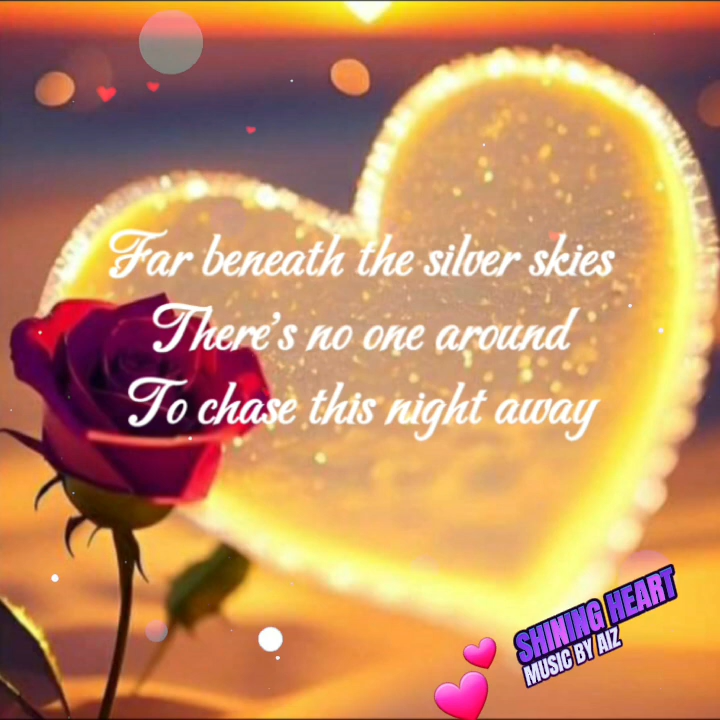 Far beneath the silver skies
There's no one around
To chase this night away
SHINING HEART
MUSIC BY AIZ